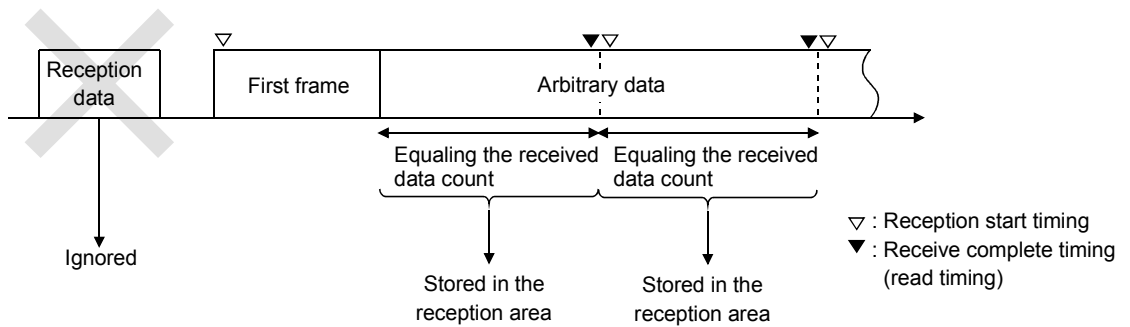 Reception
data
First frame
Arbitrary data
Equaling the received
data count
Equaling the received
data count
Ignored
Stored in the
reception area
Stored in the
reception area
▽ : Reception start timing
▼ : Receive complete timing
(read timing)